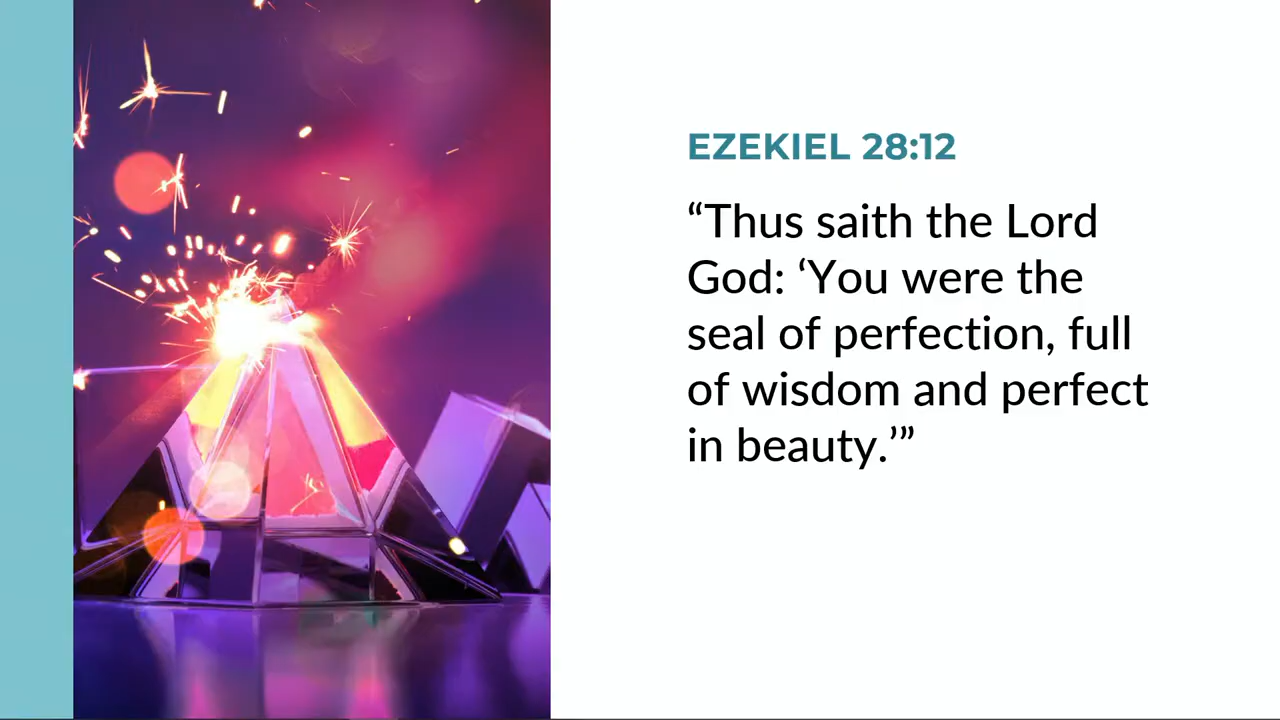 EZEKIEL 28:12
“Thus saith the Lord
God: ‘You were the
seal of perfection, full
of wisdom and perfect
in beauty.’”